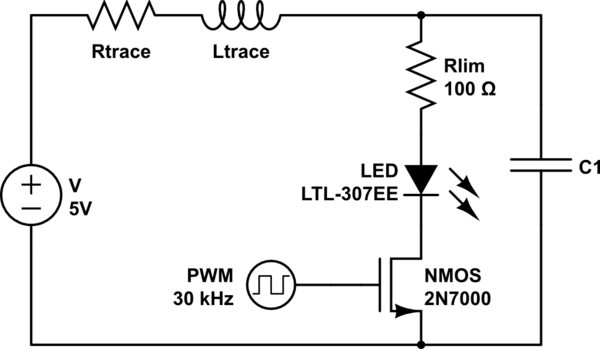 Rtrace
Ltrace
Rlim
100 Ω
LED
LTL-307EE
C1
V
5V
PWM
30 kHz
NMOS
2N7000